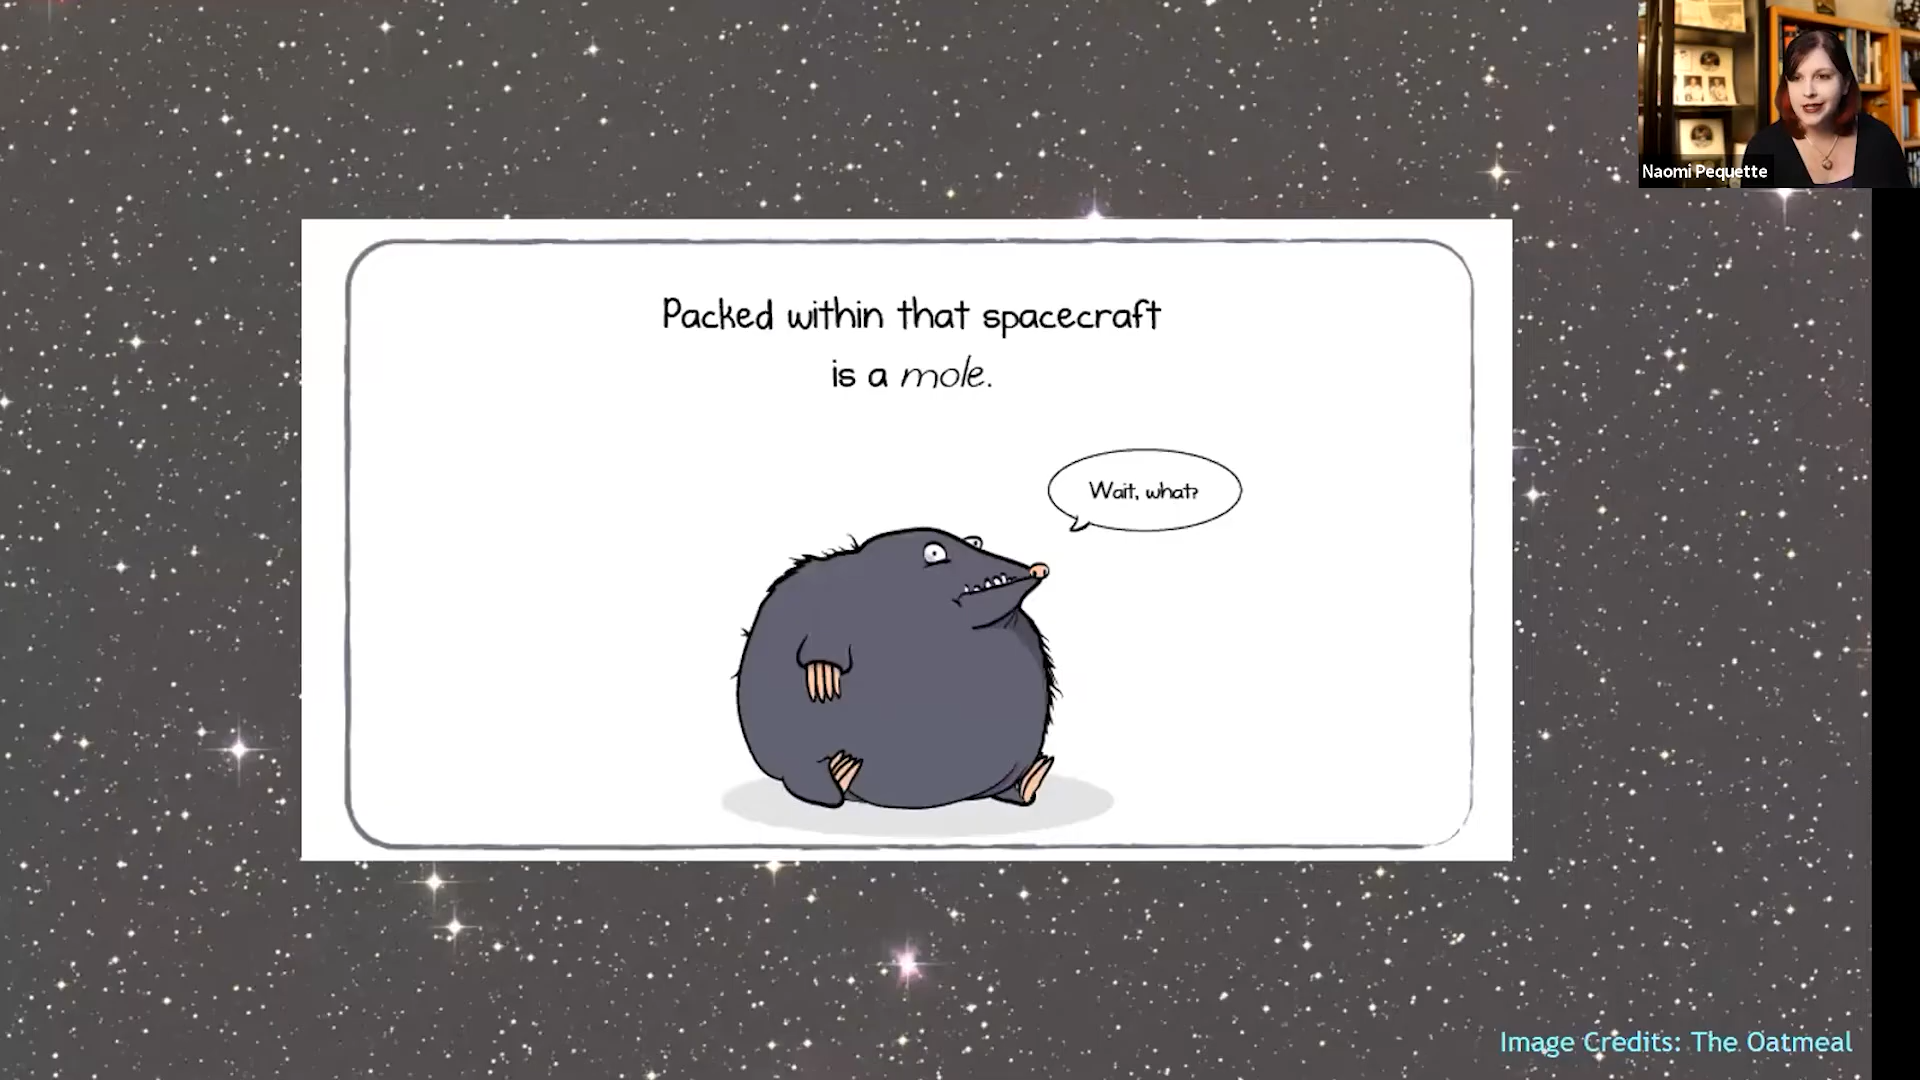 Naomi Pequette
Packed within that spacecraft
is a mole.
Wait, what?
Image Credits: The Oatmeal